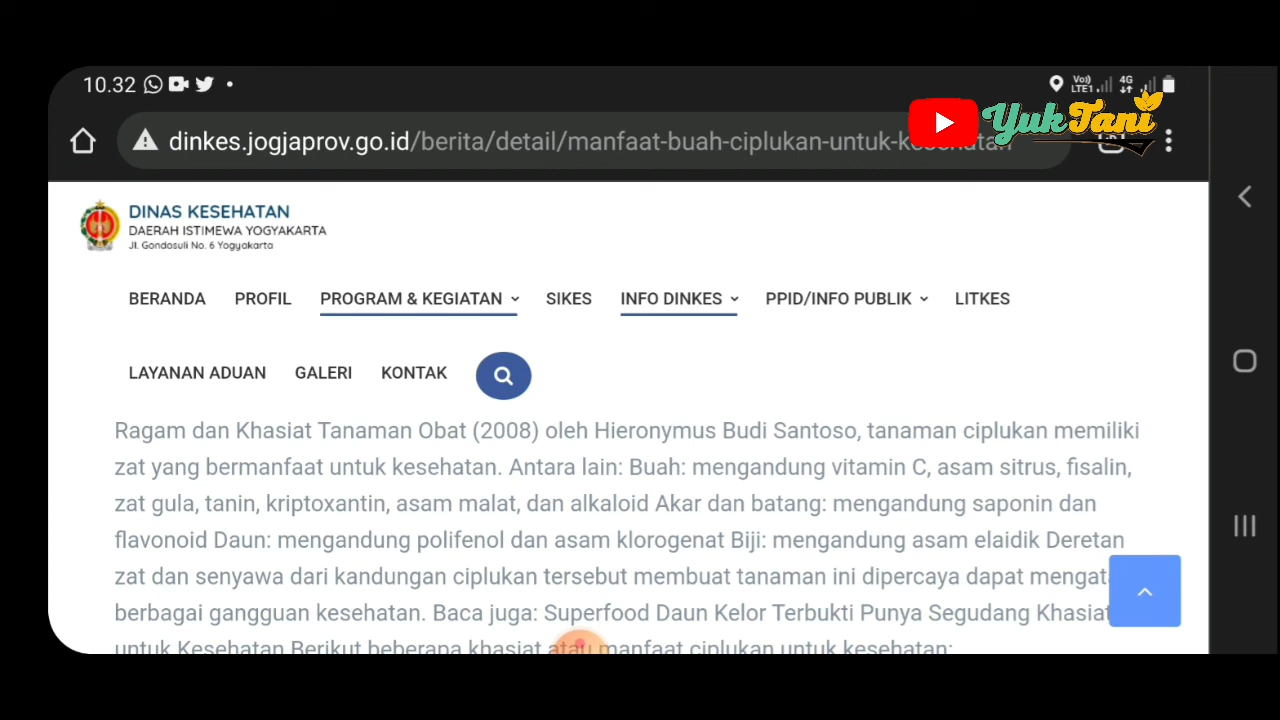 10.32
Vo))
LTE1
4G
YukTani
dinkes.jogjaprov.go.id/berita/detail/manfaat-buah-ciplukan-untuk-kesehatan
DINAS KESEHATAN
DAERAH ISTIMEWA YOGYAKARTA
Jl. Gondosuli No. 6 Yogyakarta
BERANDA PROFIL PROGRAM & KEGIATAN SIKES INFO DINKES PPID/INFO PUBLIK LITKES
LAYANAN ADUAN GALERI KONTAK
Ragam dan Khasiat Tanaman Obat (2008) oleh Hieronymus Budi Santoso, tanaman ciplukan memiliki
zat yang bermanfaat untuk kesehatan. Antara lain: Buah: mengandung vitamin C, asam sitrus, fisalin,
zat gula, tanin, kriptoxantin, asam malat, dan alkaloid Akar dan batang: mengandung saponin dan
flavonoid Daun: mengandung polifenol dan asam klorogenat Biji: mengandung asam elaidik Deretan
zat dan senyawa dari kandungan ciplukan tersebut membuat tanaman ini dipercaya dapat mengata
berbagai gangguan kesehatan. Baca juga: Superfood Daun Kelor Terbukti Punya Segudang Khasiat
untuk Kesehatan Berikut beberapa khasiat atau manfaat ciplukan untuk kesehatan: